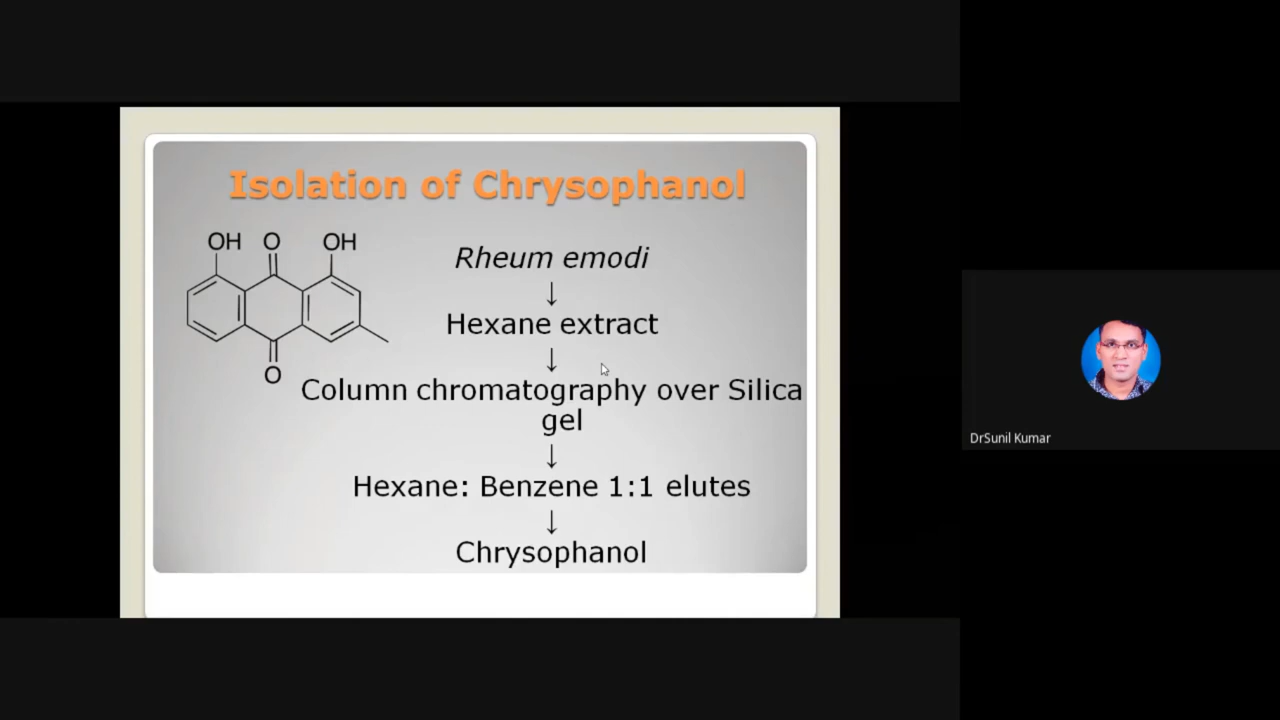 Isolation of Chrysophanol
OH O OH
O
Rheum emodi
↓
Hexane extract
↓
Column chromatography over Silica
gel
↓
Hexane: Benzene 1:1 elutes
↓
Chrysophanol
DrSunil Kumar